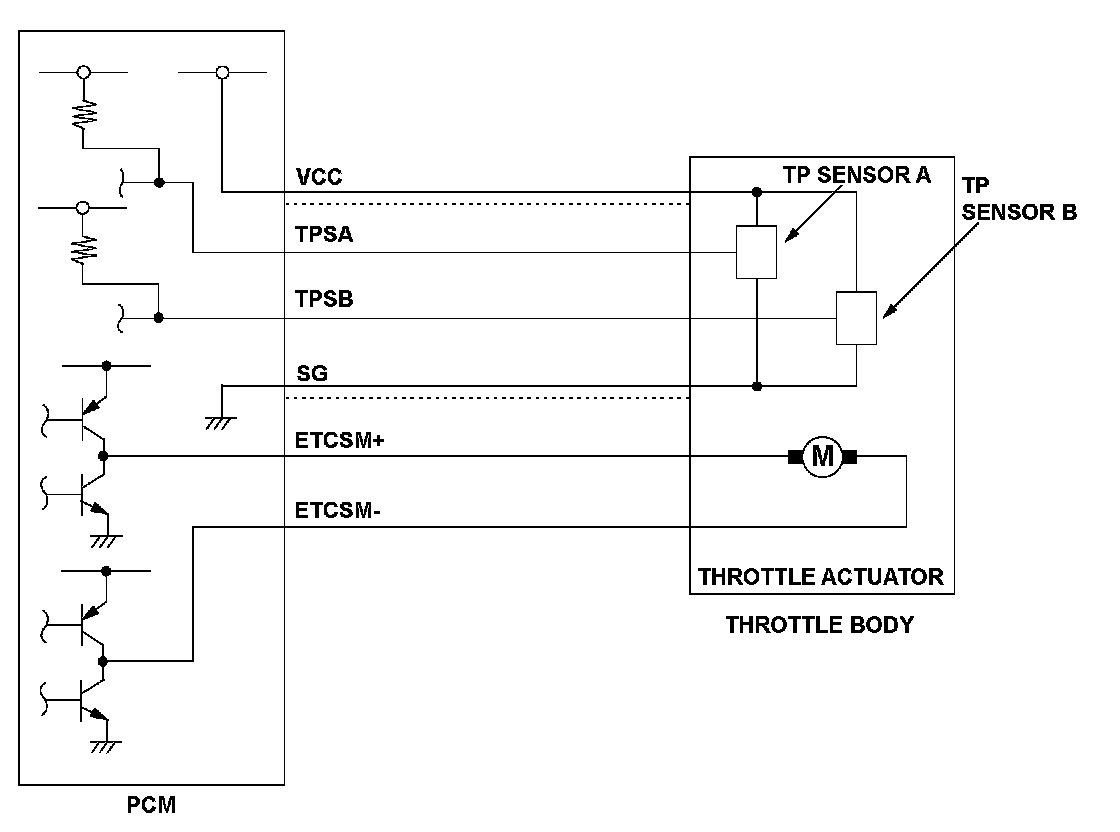 VCC
TP SENSOR A
TP
SENSOR B
TPSA
TPSB
SG
ETCSM+
M
ETCSM-
THROTTLE ACTUATOR
THROTTLE BODY
PCM